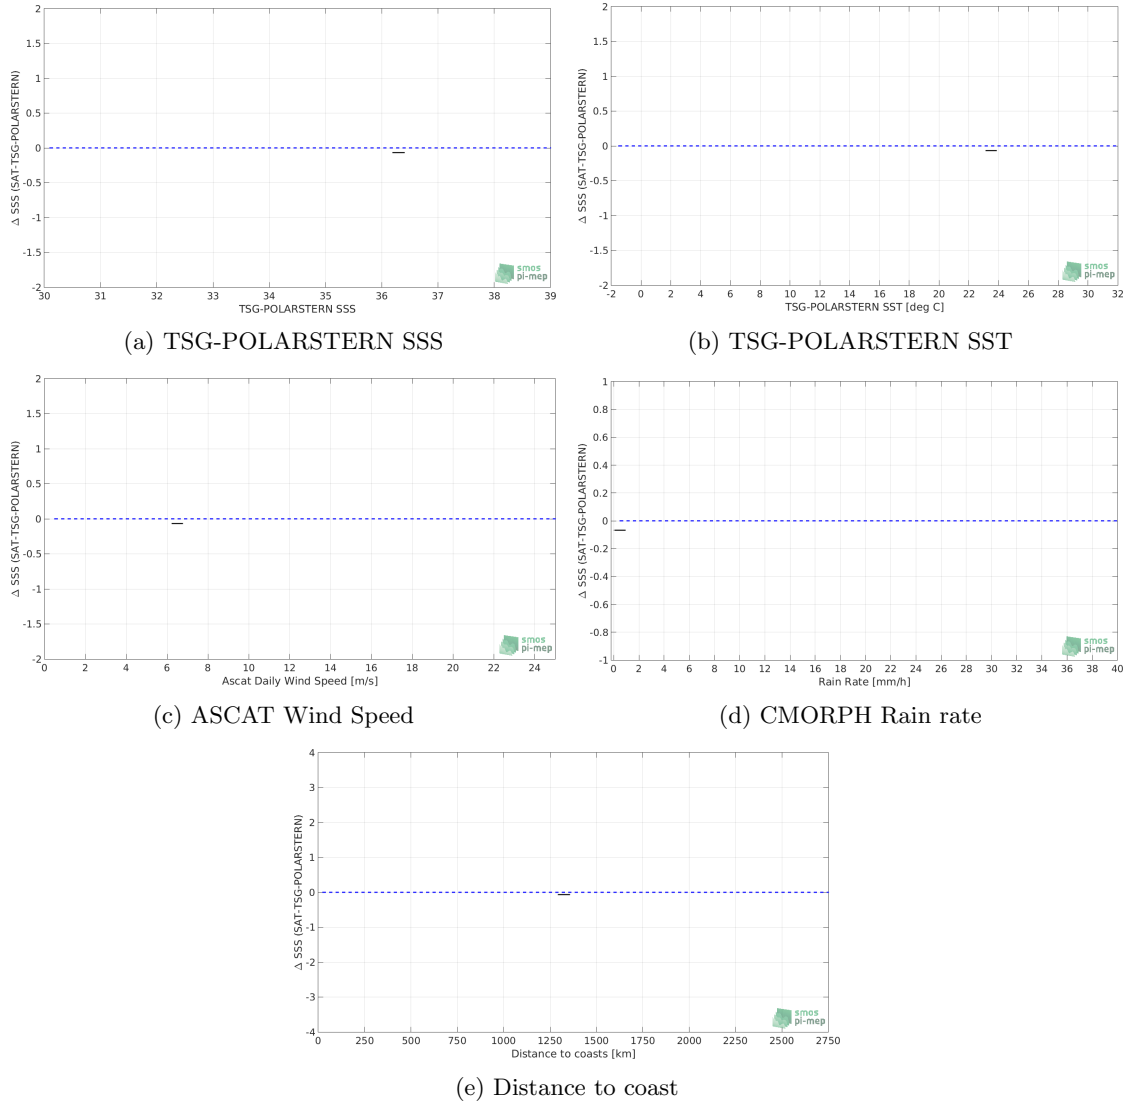 2
1.5
1
0.5
0
-0.5
-1
-1.5
-2
Δ SSS (SAT-TSG-POLARSTERN)
30 31 32 33 34 35 36 37 38 39
TSG-POLARSTERN SSS
smos
pi-mep
(a) TSG-POLARSTERN SSS
2
1.5
1
0.5
0
-0.5
-1
-1.5
-2
Δ SSS (SAT-TSG-POLARSTERN)
-2 0 2 4 6 8 10 12 14 16 18 20 22 24 26 28 30 32
TSG-POLARSTERN SST [deg C]
smos
pi-mep
(b) TSG-POLARSTERN SST
2
1.5
1
0.5
0
-0.5
-1
-1.5
-2
Δ SSS (SAT-TSG-POLARSTERN)
0 2 4 6 8 10 12 14 16 18 20 22 24
Ascat Daily Wind Speed [m/s]
smos
pi-mep
(c) ASCAT Wind Speed
1
0.8
0.6
0.4
0.2
0
-0.2
-0.4
-0.6
-0.8
-1
Δ SSS (SAT-TSG-POLARSTERN)
0 2 4 6 8 10 12 14 16 18 20 22 24 26 28 30 32 34 36 38 40
Rain Rate [mm/h]
smos
pi-mep
(d) CMORPH Rain rate
4
3
2
1
0
-1
-2
-3
-4
Δ SSS (SAT-TSG-POLARSTERN)
0 250 500 750 1000 1250 1500 1750 2000 2250 2500 2750
Distance to coasts [km]
smos
pi-mep
(e) Distance to coast